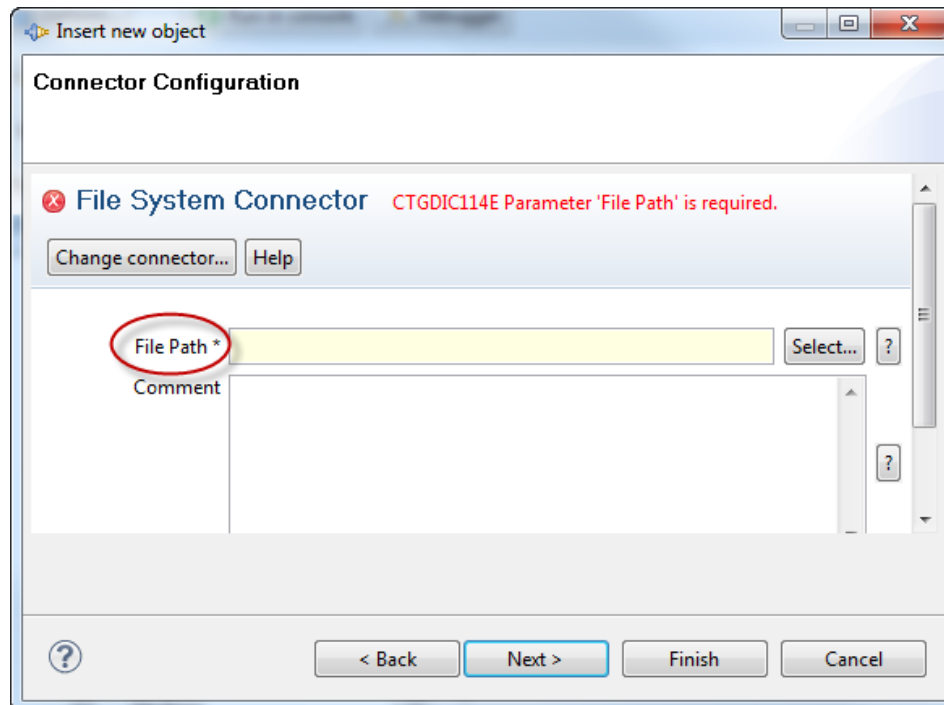 Insert new object
Connector Configuration
File System Connector CTGDIC114E Parameter 'File Path' is required.
Change connector... Help
File Path * Select... ?
Comment
?
? < Back Next > Finish Cancel